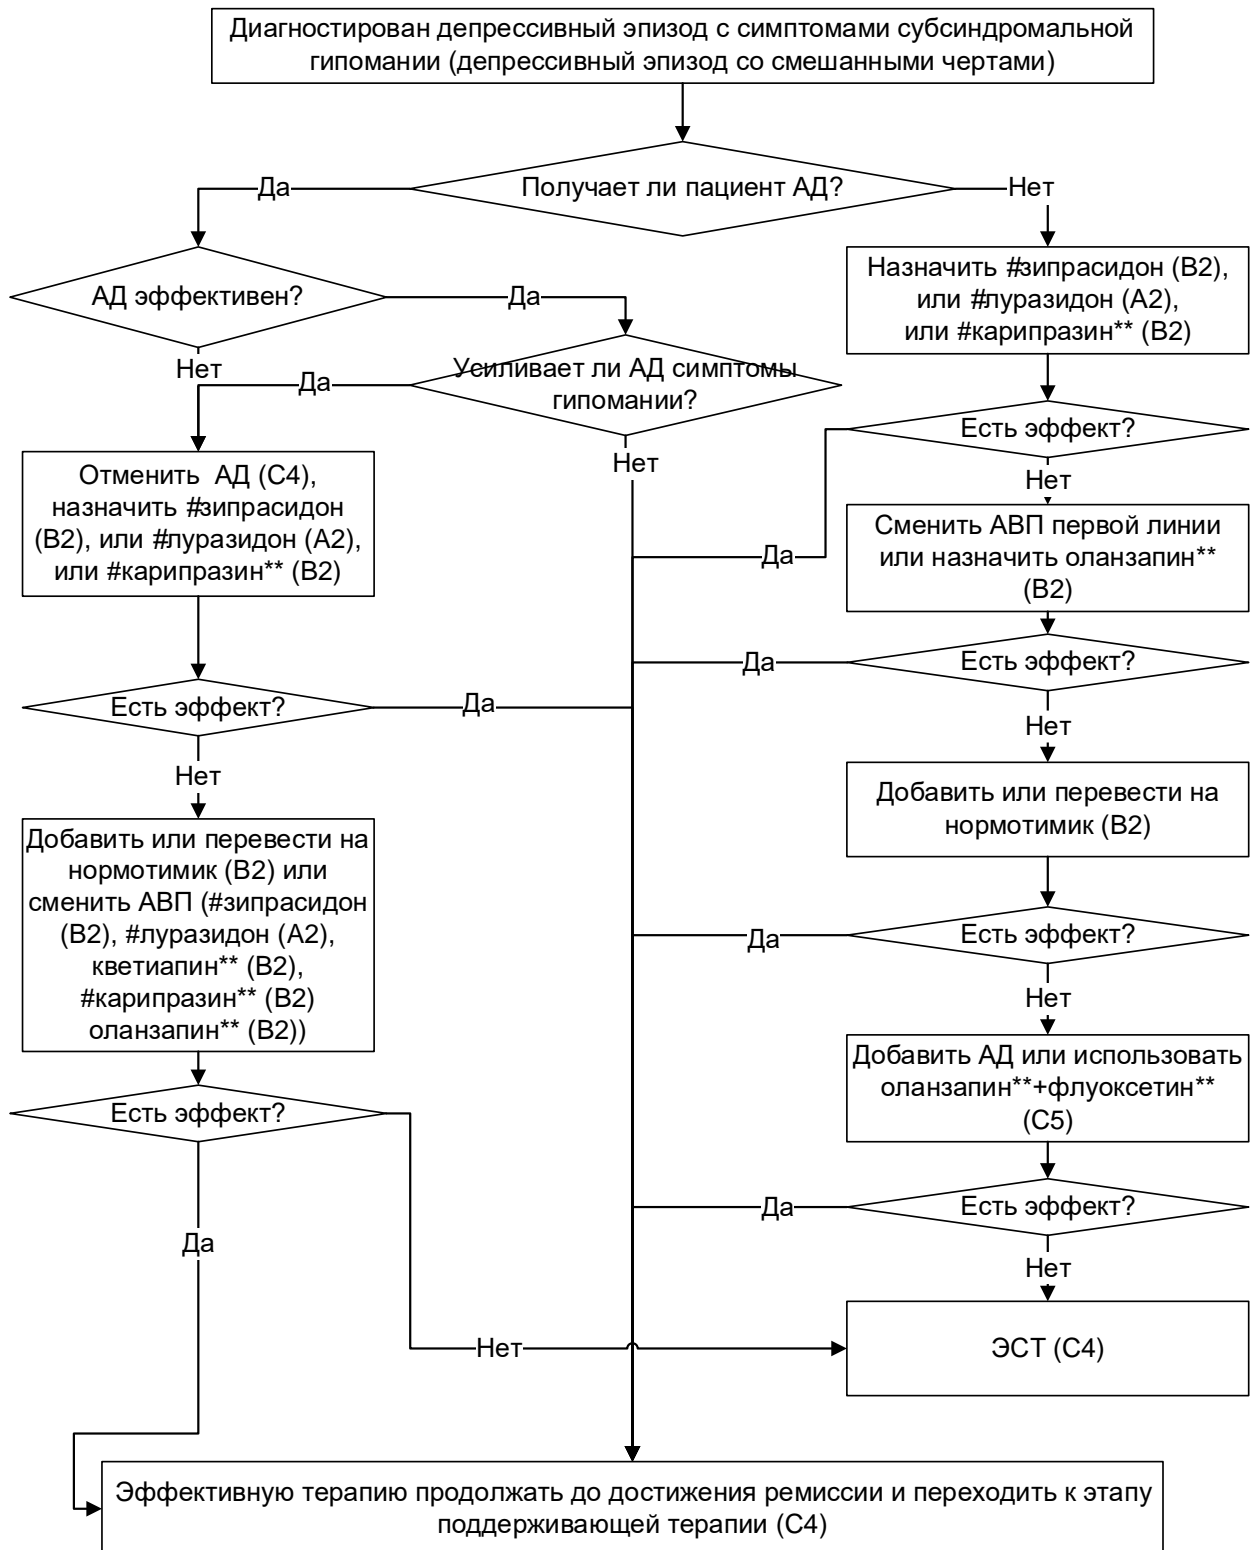 Диагностирован депрессивный эпизод с симптомами субсиндромальной
гипомании (депрессивный эпизод со смешанными чертами)
Получает ли пациент АД?
Да
Нет
АД эффективен?
Да
Нет
Усиливает ли АД симптомы
гипомании?
Да
Нет
Назначить #зипрасидон (B2),
или #луразидон (A2),
или #карипразин** (B2)
Есть эффект?
Да
Нет
Отменить АД (C4),
назначить #зипрасидон
(B2), или #луразидон (A2),
или #карипразин** (B2)
Сменить АВП первой линии
или назначить оланзапин**
(B2)
Есть эффект?
Да
Нет
Есть эффект?
Да
Нет
Добавить или перевести на
нормотимик (B2)
Добавить или перевести на
нормотимик (B2) или
сменить АВП (#зипрасидон
(B2), #луразидон (A2),
кветиапин** (B2),
#карипразин** (B2)
оланзапин** (B2))
Есть эффект?
Да
Нет
Добавить АД или использовать
оланзапин**+флуоксетин**
(C5)
Есть эффект?
Да
Нет
Есть эффект?
Да
Нет
ЭСТ (C4)
Эффективную терапию продолжать до достижения ремиссии и переходить к этапу
поддерживающей терапии (C4)